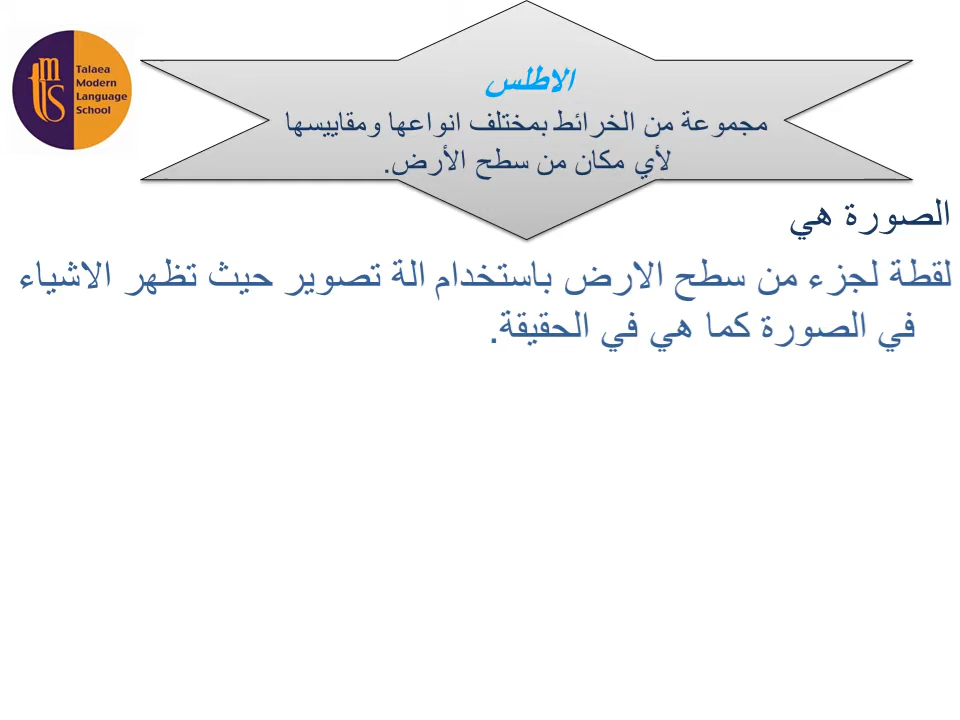 tmls
Talaea
Modern
Language
School
الاطلس
مجموعة من الخرائط بمختلف انواعها ومقاييسها
لأي مكان من سطح الأرض.
الصورة هي
لقطة لجزء من سطح الارض باستخدام الة تصوير حيث تظهر الاشياء
في الصورة كما هي في الحقيقة.